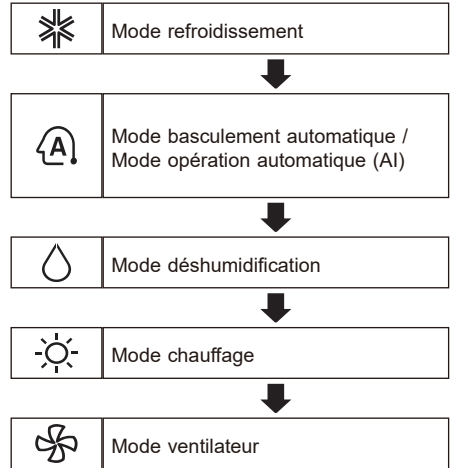 Mode refroidissement
A
Mode basculement automatique /
Mode opération automatique (AI)
Mode déshumidification
Mode chauffage
Mode ventilateur